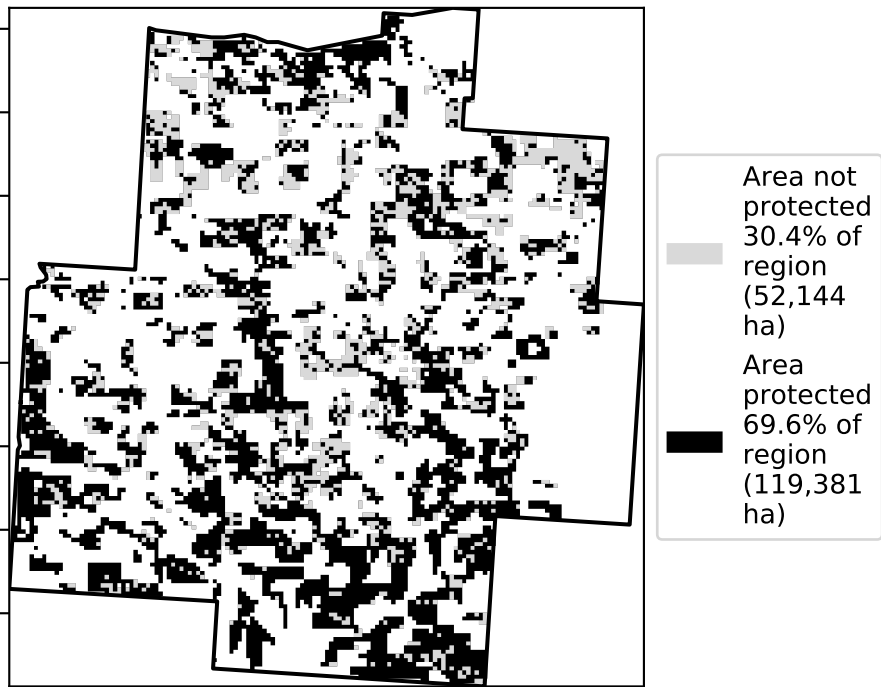 Area not
protected
30.4% of
region
(52,144
ha)
Area
protected
69.6% of
region
(119,381
ha)